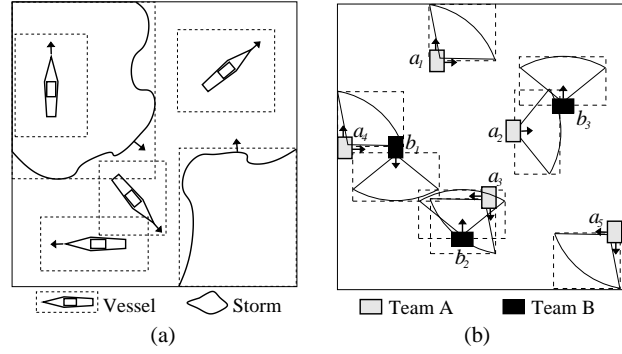 a1
a2
b3
a4
b1
a3
b2
a5
Vessel Storm
Team A Team B
(a) (b)